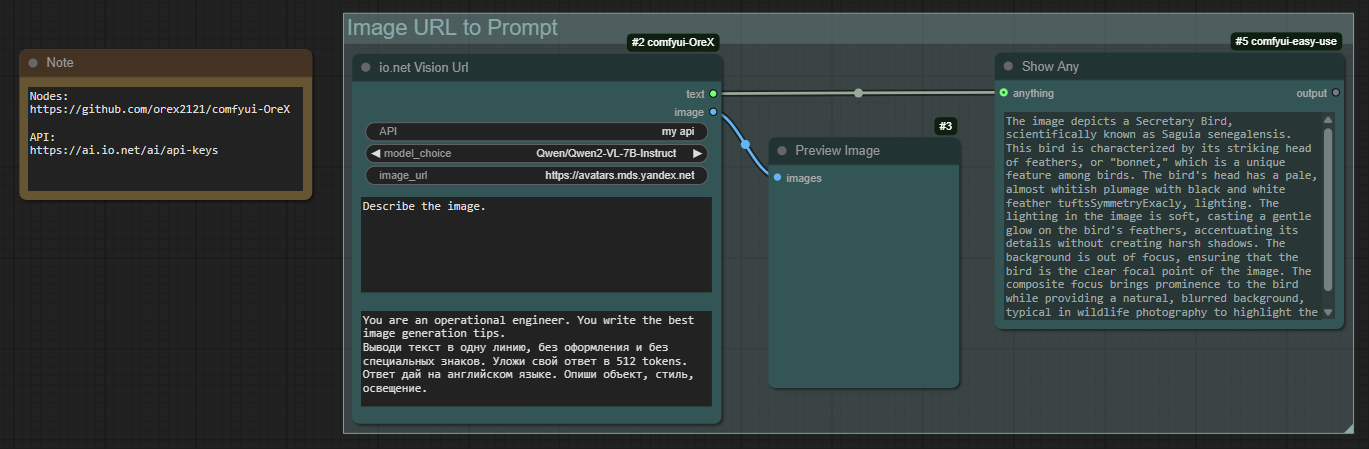 Image URL to Prompt
Note
Nodes:
https://github.com/orex2121/comfyui-OreX
API:
https://ai.io.net/ai/api-keys
#2 comfyui-OreX
io.net Vision Url
text
image
API my api
model_choice Qwen/Qwen2-VL-7B-Instruct
image_url https://avatars.mds.yandex.net
Describe the image.
You are an operational engineer. You write the best
image generation tips.
Выводи текст в одну линию, без оформления и без
специальных знаков. Уложи свой ответ в 512 tokens.
Ответ дай на английском языке. Опиши объект, стиль,
освещение.
#3
Preview Image
images
#5 comfyui-easy-use
Show Any
anything output
The image depicts a Secretary Bird,
scientifically known as Saguia senegalensis.
This bird is characterized by its striking head
of feathers, or "bonnet," which is a unique
feature among birds. The bird's head has a pale,
almost whitish plumage with black and white
feather tuftsSymmetryExacly, lighting. The
lighting in the image is soft, casting a gentle
glow on the bird's feathers, accentuating its
details without creating harsh shadows. The
background is out of focus, ensuring that the
bird is the clear focal point of the image. The
composite focus brings prominence to the bird
while providing a natural, blurred background,
typical in wildlife photography to highlight the